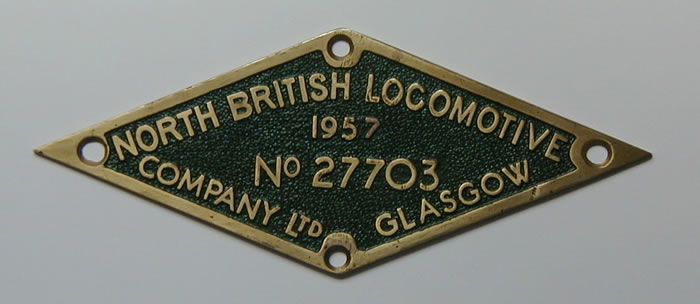 NORTH BRITISH LOCOMOTIVE
1957
No 27703
COMPANY LTD GLASGOW